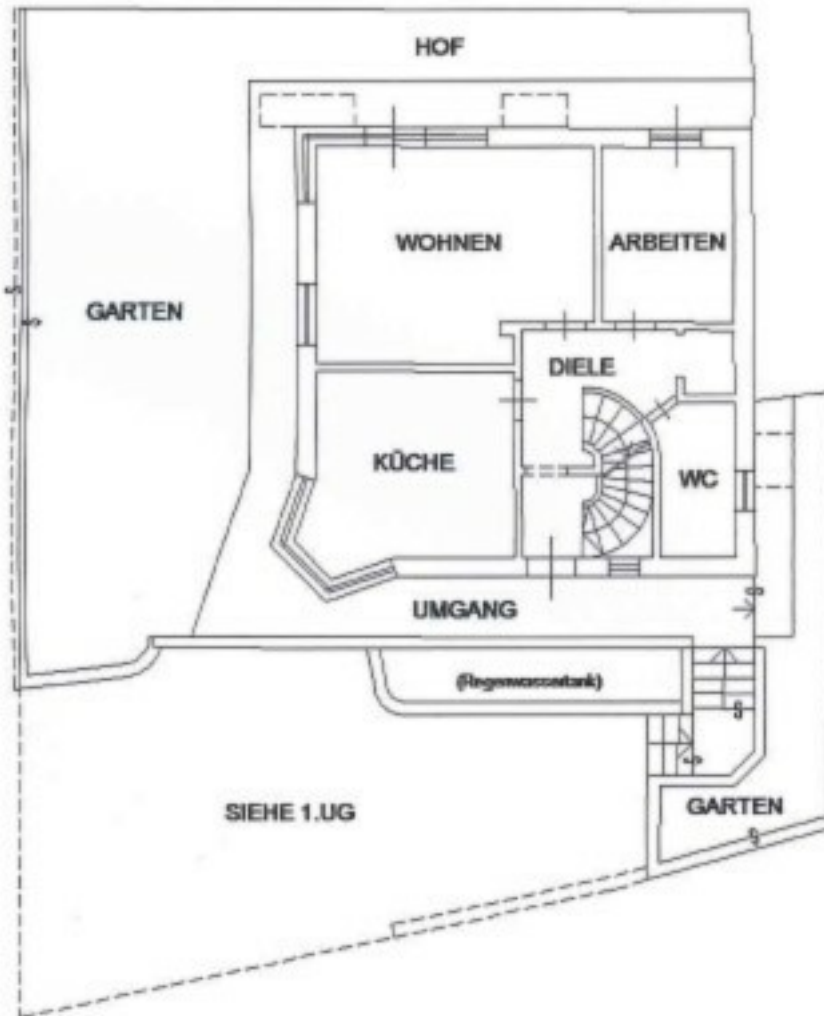 HOF
WOHNEN
ARBEITEN
GARTEN
DIELE
KÜCHE
WC
UMGANG
(Regenwassertank)
SIEHE 1.UG
GARTEN